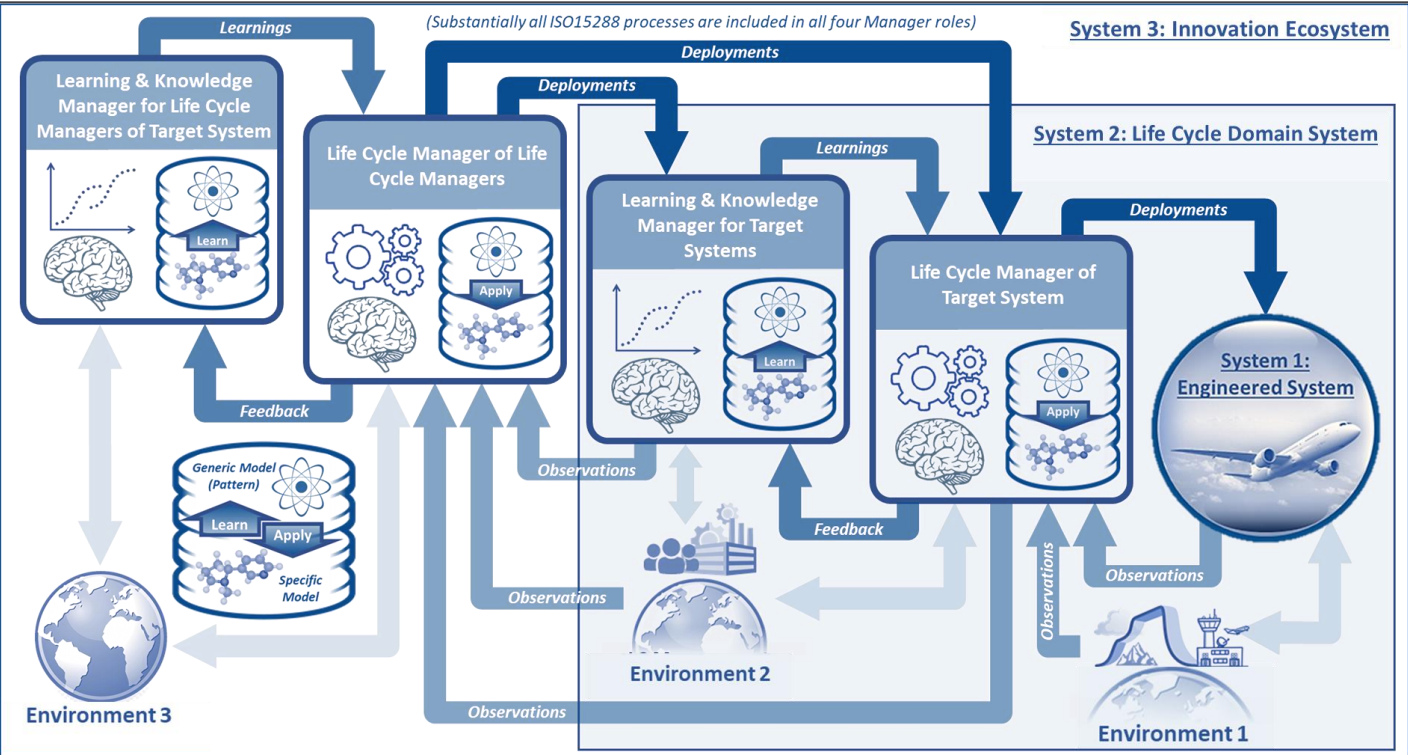 (Substantially all ISO15288 processes are included in all four Manager roles)
System 3: Innovation Ecosystem
Learnings
Deployments
Learning & Knowledge
Manager for Life Cycle
Managers of Target System
Learn
Life Cycle Manager of Life
Cycle Managers
Apply
Deployments
System 2: Life Cycle Domain System
Learnings
Learning & Knowledge
Manager for Target
Systems
Learn
Deployments
Life Cycle Manager of
Target System
Apply
System 1:
Engineered System
Feedback
Observations
Generic Model
(Pattern)
Learn
Apply
Specific
Model
Feedback
Observations
Observations
Observations
Environment 2
Environment 3
Observations
Environment 1